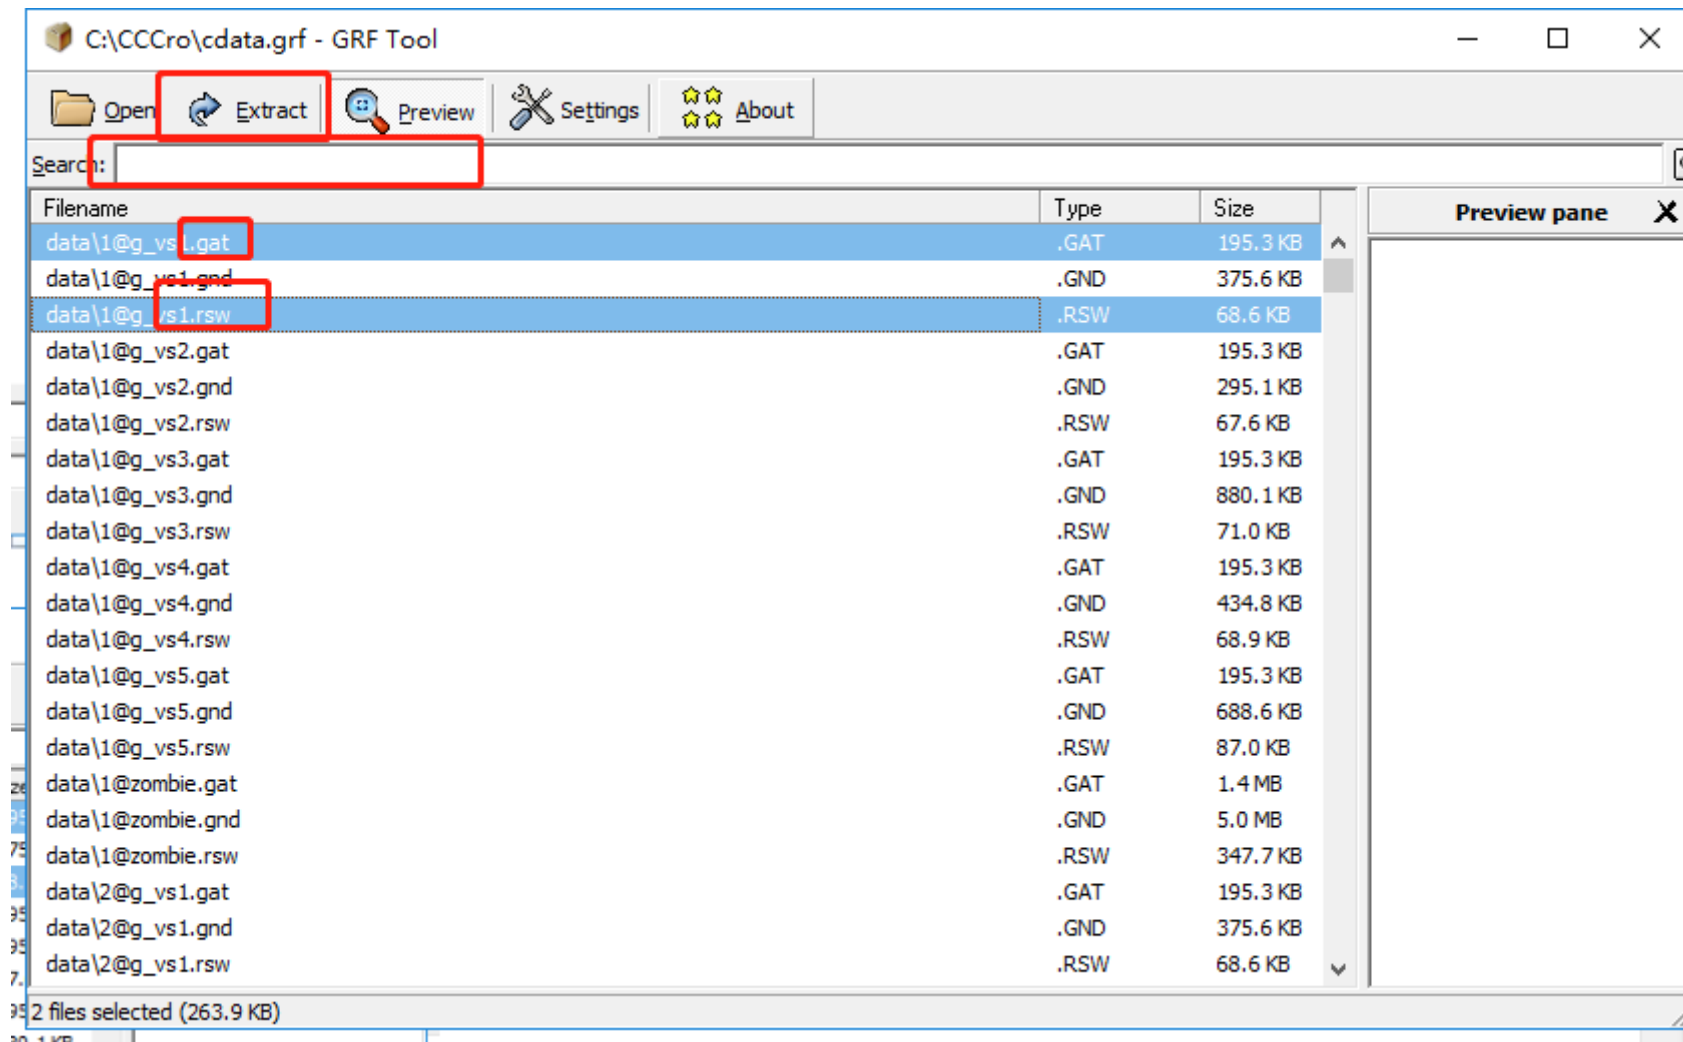 C:\CCCro\cdata.grf - GRF Tool
Open Extract Preview Settings About
Search:
Filename Type Size Preview pane
data\1@g_vs1.gat .GAT 195.3 KB
data\1@g_vs1.gnd .GND 375.6 KB
data\1@g_vs1.rsw .RSW 68.6 KB
data\1@g_vs2.gat .GAT 195.3 KB
data\1@g_vs2.gnd .GND 295.1 KB
data\1@g_vs2.rsw .RSW 67.6 KB
data\1@g_vs3.gat .GAT 195.3 KB
data\1@g_vs3.gnd .GND 880.1 KB
data\1@g_vs3.rsw .RSW 71.0 KB
data\1@g_vs4.gat .GAT 195.3 KB
data\1@g_vs4.gnd .GND 434.8 KB
data\1@g_vs4.rsw .RSW 68.9 KB
data\1@g_vs5.gat .GAT 195.3 KB
data\1@g_vs5.gnd .GND 688.6 KB
data\1@g_vs5.rsw .RSW 87.0 KB
data\1@zombie.gat .GAT 1.4 MB
data\1@zombie.gnd .GND 5.0 MB
data\1@zombie.rsw .RSW 347.7 KB
data\2@g_vs1.gat .GAT 195.3 KB
data\2@g_vs1.gnd .GND 375.6 KB
data\2@g_vs1.rsw .RSW 68.6 KB
2 files selected (263.9 KB)